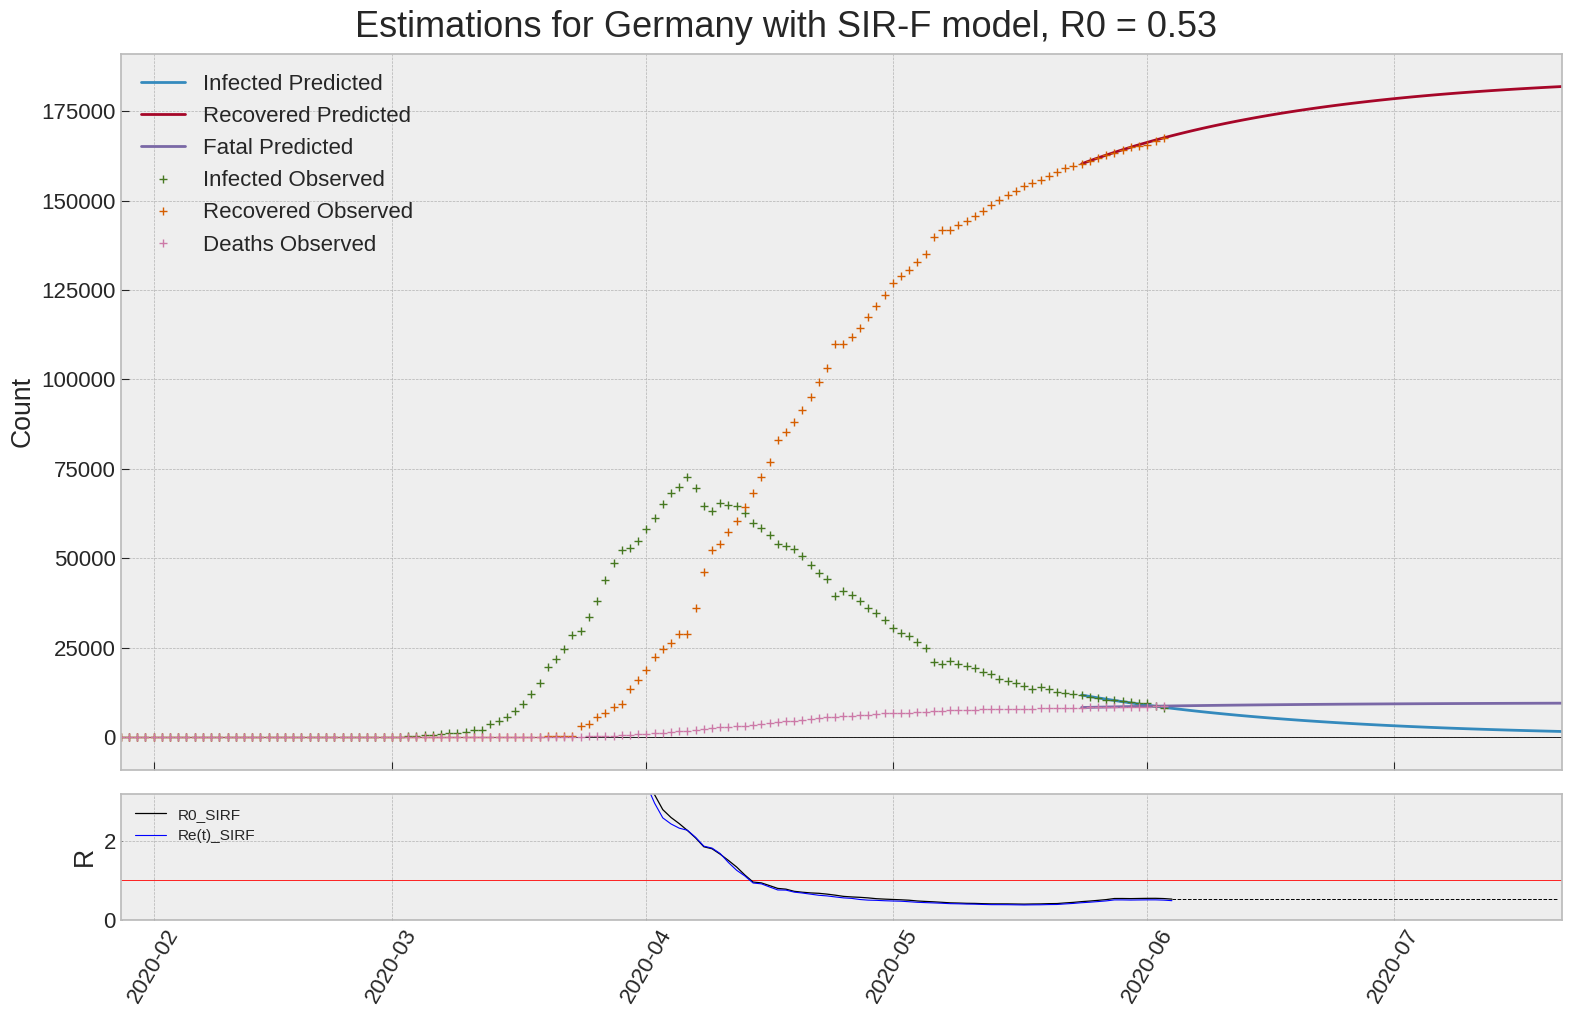 Estimations for Germany with SIR-F model, R0 = 0.53
Infected Predicted
Recovered Predicted
Fatal Predicted
Infected Observed
Recovered Observed
Deaths Observed
Count
175000
150000
125000
100000
75000
50000
25000
0
R0_SIRF
Re(t)_SIRF
R
2
0
2020-02
2020-03
2020-04
2020-05
2020-06
2020-07